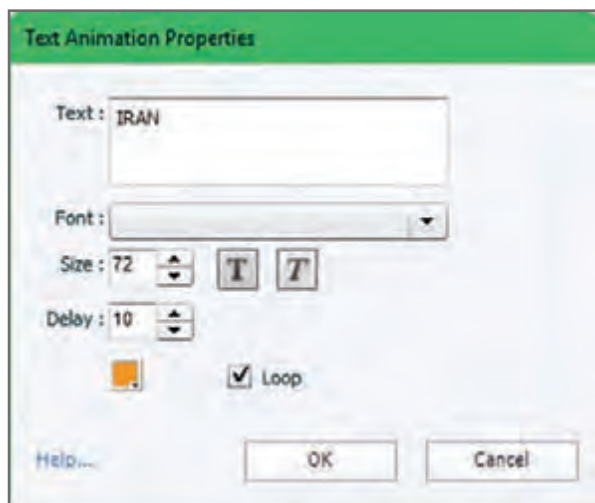 Text Animation Properties
Text : IRAN
Font :
Size : 72 T T
Delay : 10
Loop
Help... OK Cancel